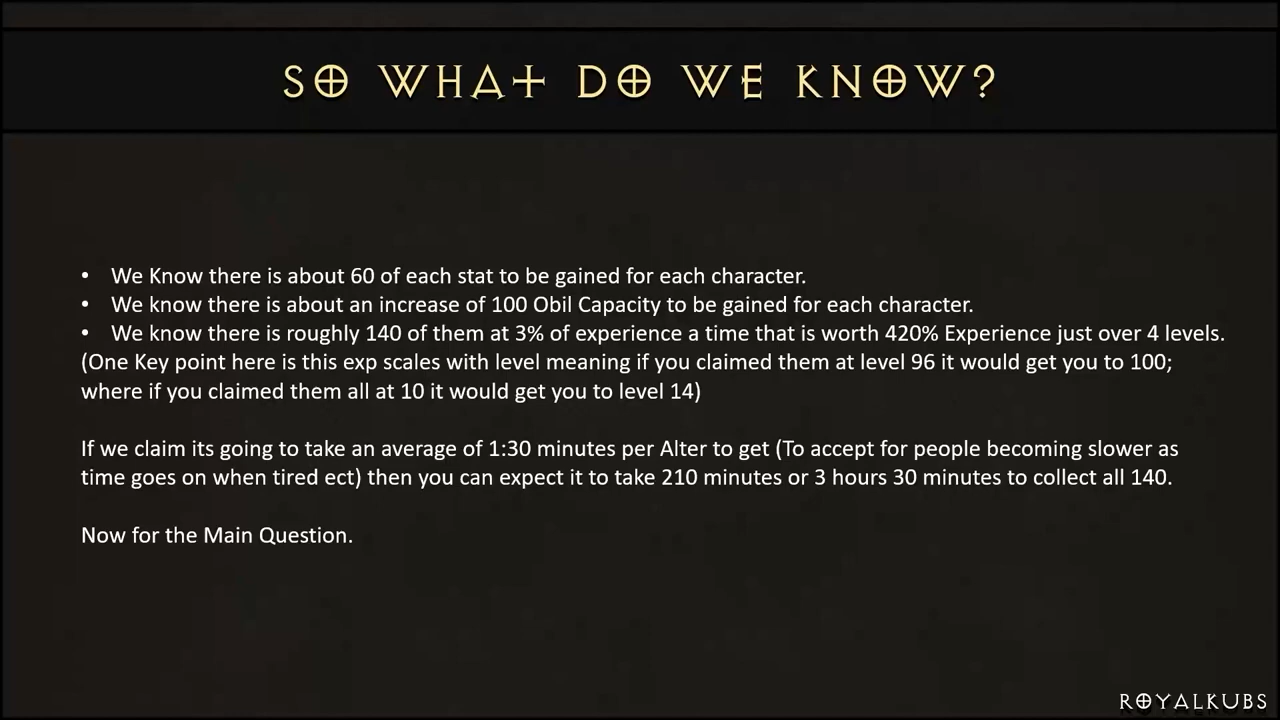 SO WHAT DO WE KNOW?
• We Know there is about 60 of each stat to be gained for each character.
• We know there is about an increase of 100 Obil Capacity to be gained for each character.
• We know there is roughly 140 of them at 3% of experience a time that is worth 420% Experience just over 4 levels.
(One Key point here is this exp scales with level meaning if you claimed them at level 96 it would get you to 100;
where if you claimed them all at 10 it would get you to level 14)
If we claim its going to take an average of 1:30 minutes per Alter to get (To accept for people becoming slower as
time goes on when tired ect) then you can expect it to take 210 minutes or 3 hours 30 minutes to collect all 140.
Now for the Main Question.
ROYALKUBS